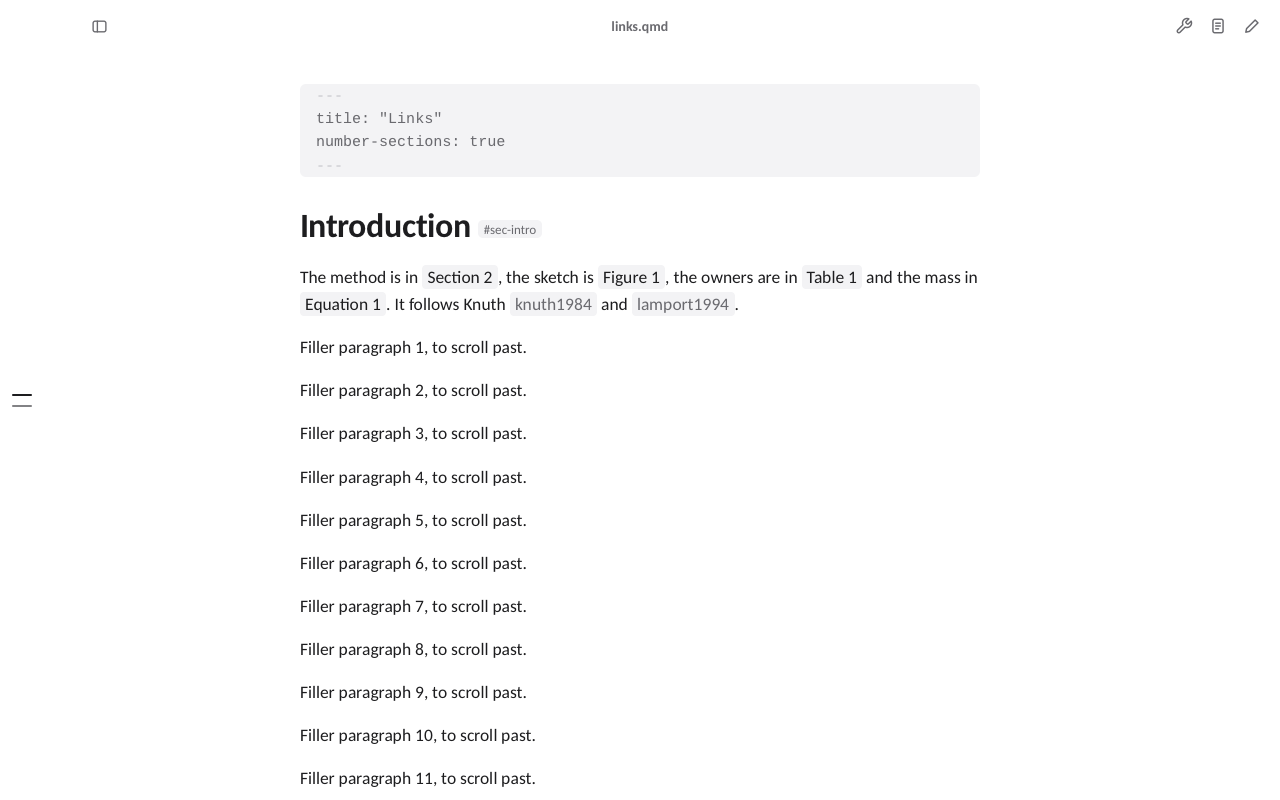 links.qmd
---
title: "Links"
number-sections: true
---
Introduction #sec-intro
The method is in Section 2 , the sketch is Figure 1 , the owners are in Table 1 and the mass in
Equation 1 . It follows Knuth knuth1984 and lamport1994 .
Filler paragraph 1, to scroll past.
Filler paragraph 2, to scroll past.
Filler paragraph 3, to scroll past.
Filler paragraph 4, to scroll past.
Filler paragraph 5, to scroll past.
Filler paragraph 6, to scroll past.
Filler paragraph 7, to scroll past.
Filler paragraph 8, to scroll past.
Filler paragraph 9, to scroll past.
Filler paragraph 10, to scroll past.
Filler paragraph 11, to scroll past.